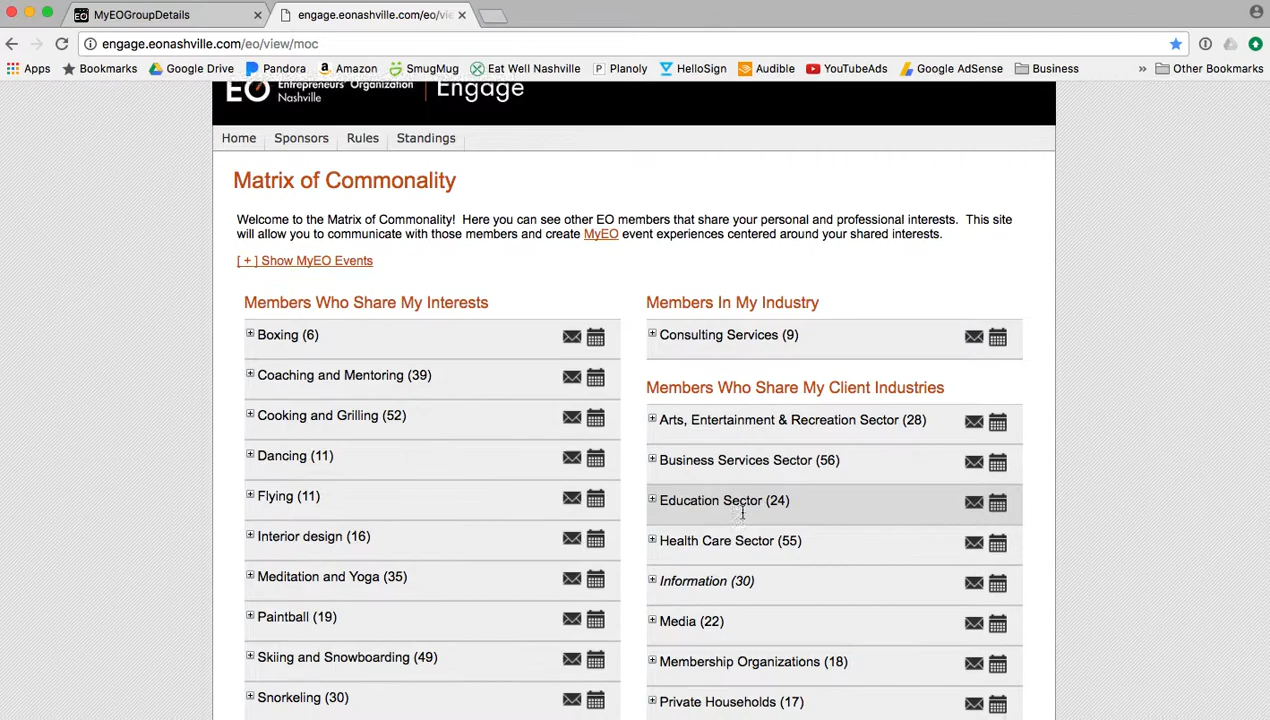 MyEOGroupDetails
engage.eonashville.com/eo/vie
engage.eonashville.com/eo/view/moc
Apps Bookmarks Google Drive Pandora Amazon SmugMug Eat Well Nashville Planoly HelloSign Audible YouTubeAds Google AdSense Business » Other Bookmarks
EO Entrepreneurs' Organization Nashville Engage
Home Sponsors Rules Standings
Matrix of Commonality
Welcome to the Matrix of Commonality! Here you can see other EO members that share your personal and professional interests. This site
will allow you to communicate with those members and create MyEO event experiences centered around your shared interests.
[ + ] Show MyEO Events
Members Who Share My Interests
Boxing (6)
Coaching and Mentoring (39)
Cooking and Grilling (52)
Dancing (11)
Flying (11)
Interior design (16)
Meditation and Yoga (35)
Paintball (19)
Skiing and Snowboarding (49)
Snorkeling (30)
Members In My Industry
Consulting Services (9)
Members Who Share My Client Industries
Arts, Entertainment & Recreation Sector (28)
Business Services Sector (56)
Education Sector (24)
Health Care Sector (55)
Information (30)
Media (22)
Membership Organizations (18)
Private Households (17)